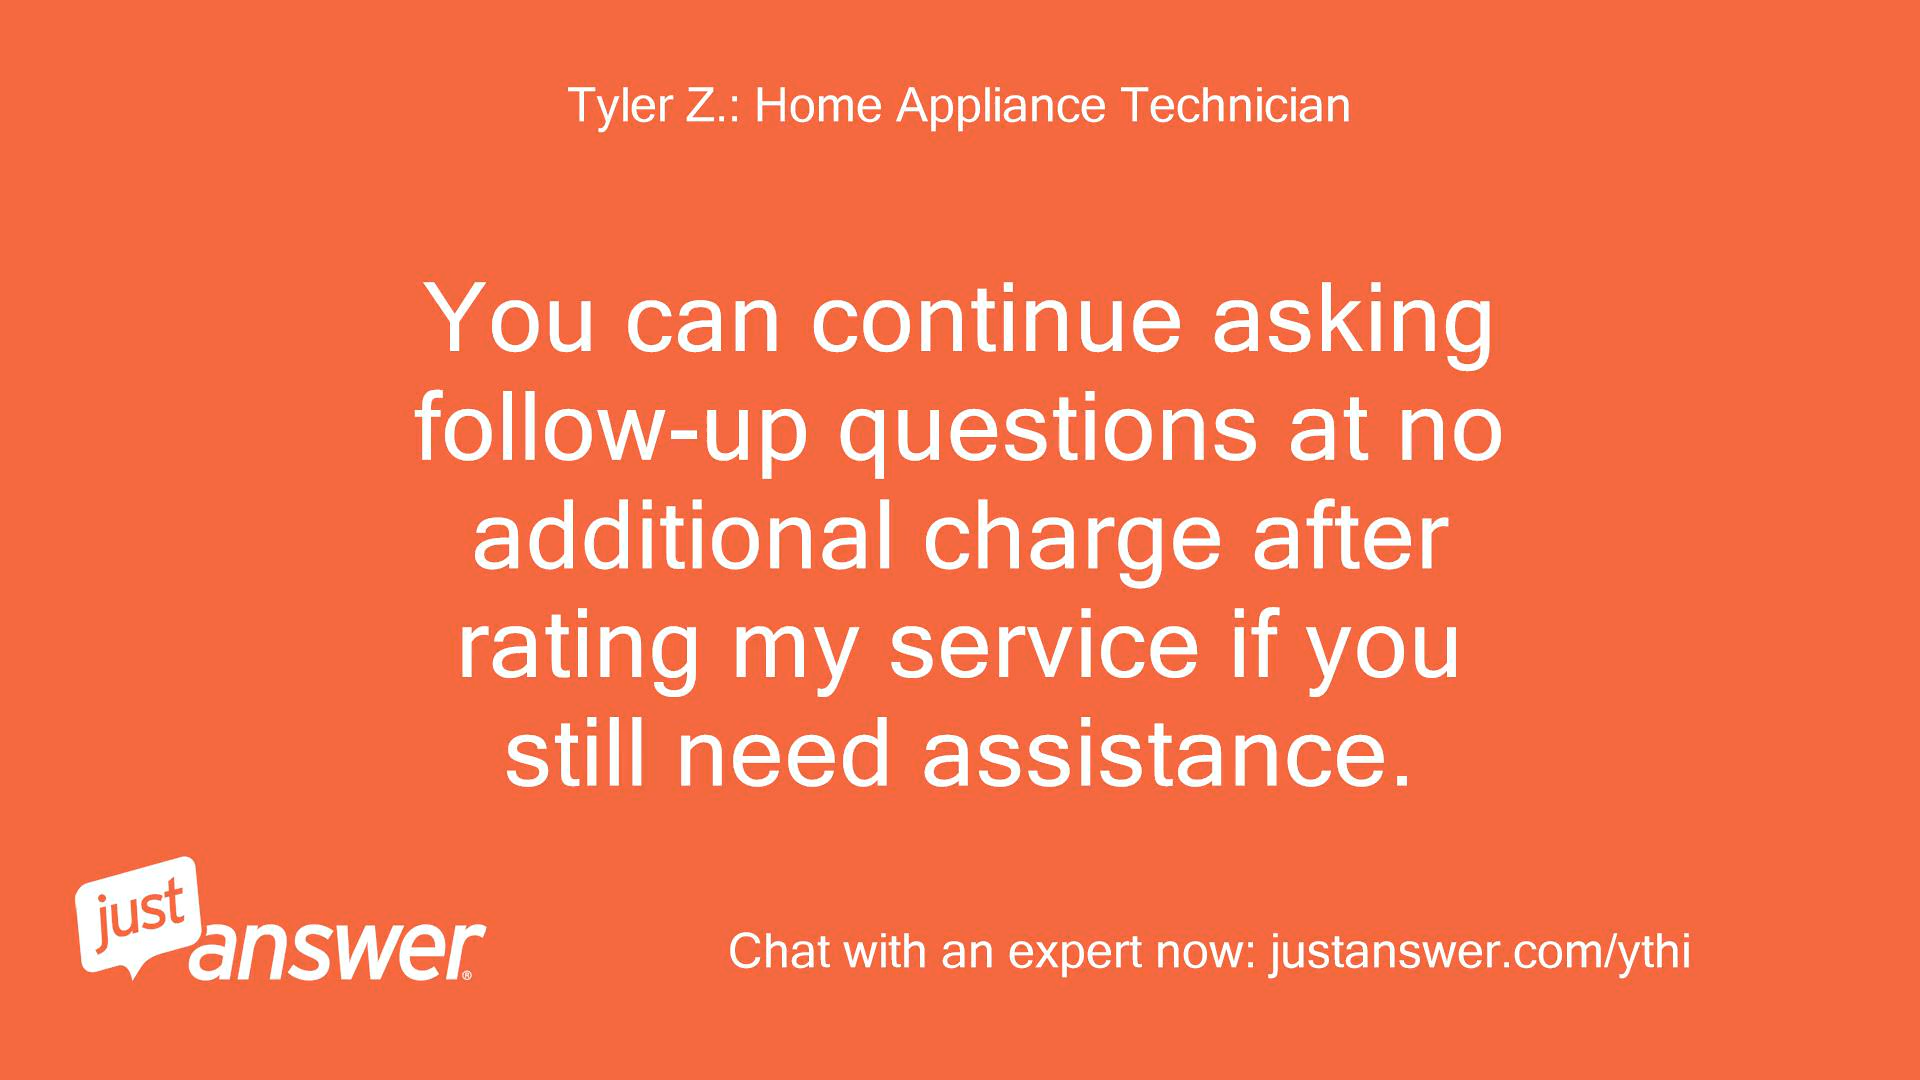 Tyler Z.: Home Appliance Technician
You can continue asking
follow-up questions at no
additional charge after
rating my service if you
still need assistance.
just
answer®
Chat with an expert now: justanswer.com/ythi